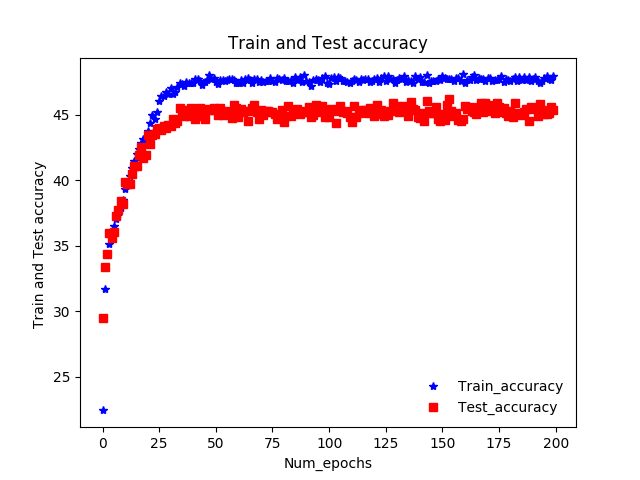 Train and Test accuracy
Train and Test accuracy
45
40
35
30
25
Train_accuracy
Test_accuracy
0 25 50 75 100 125 150 175 200
Num_epochs